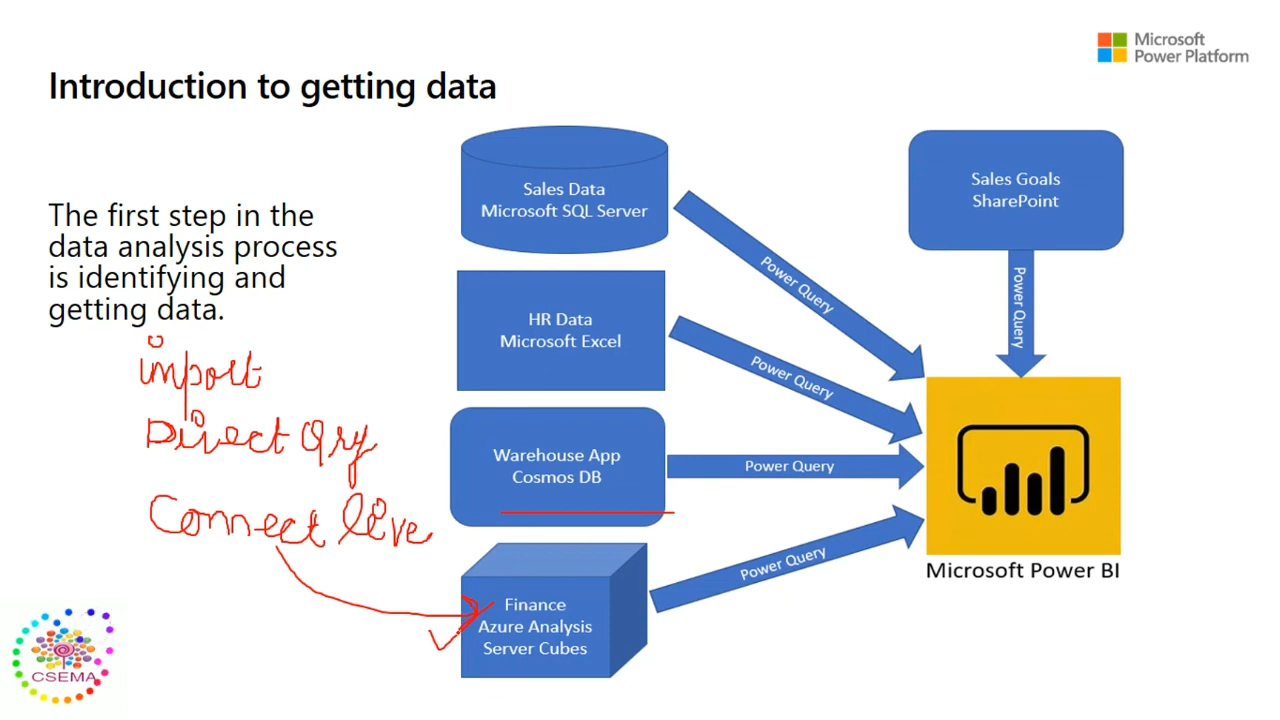 Microsoft
Power Platform
Introduction to getting data
The first step in the
data analysis process
is identifying and
getting data.
import
Direct Qry
Connect live
Sales Data
Microsoft SQL Server
HR Data
Microsoft Excel
Warehouse App
Cosmos DB
Finance
Azure Analysis
Server Cubes
Power Query
Power Query
Power Query
Power Query
Sales Goals
SharePoint
Power Query
Microsoft Power BI
CSEMA